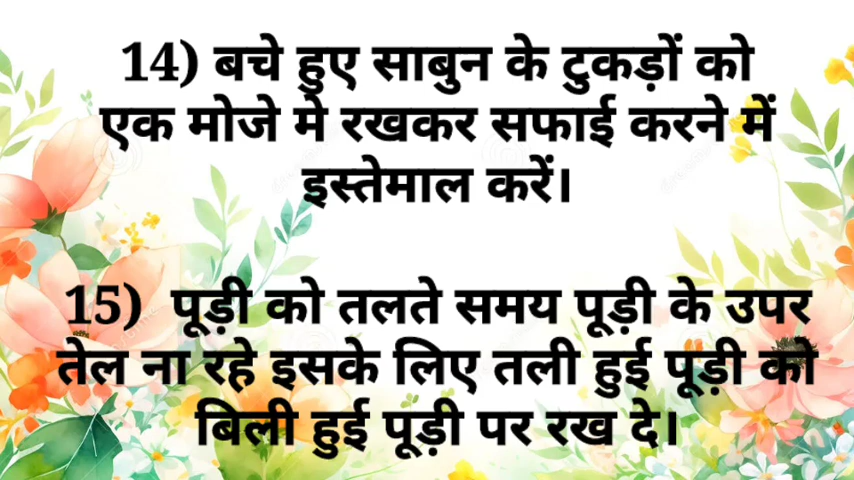 14) बचे हुए साबुन के टुकड़ों को
एक मोजे मे रखकर सफाई करने में
इस्तेमाल करें।
15) पूड़ी को तलते समय पूड़ी के उपर
तेल ना रहे इसके लिए तली हुई पूड़ी को
बिली हुई पूड़ी पर रख दे।